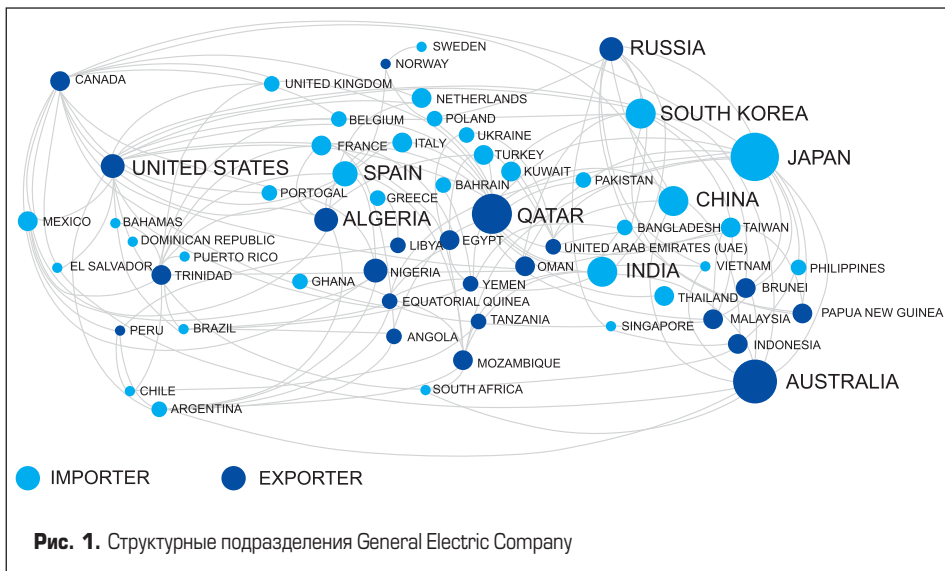 SWEDEN
RUSSIA
NORWAY
CANADA
UNITED KINGDOM
NETHERLANDS
SOUTH KOREA
BELGIUM
POLAND
UKRAINE
FRANCE
ITALY
TURKEY
JAPAN
UNITED STATES
SPAIN
KUWAIT
PAKISTAN
PORTOGAL
GREECE
BAHRAIN
CHINA
MEXICO
BAHAMAS
ALGERIA
QATAR
BANGLADESH
TAIWAN
DOMINICAN REPUBLIC
LIBYA
EGYPT
UNITED ARAB EMIRATES (UAE)
PUERTO RICO
EL SALVADOR
TRINIDAD
GHANA
NIGERIA
OMAN
INDIA
VIETNAM
PHILIPPINES
YEMEN
BRUNEI
EQUATORIAL QUINEA
THAILAND
PERU
BRAZIL
TANZANIA
SINGAPORE
MALAYSIA
PAPUA NEW GUINEA
ANGOLA
INDONESIA
MOZAMBIQUE
CHILE
SOUTH AFRICA
AUSTRALIA
ARGENTINA
IMPORTER
EXPORTER
Рис. 1. Структурные подразделения General Electric Company